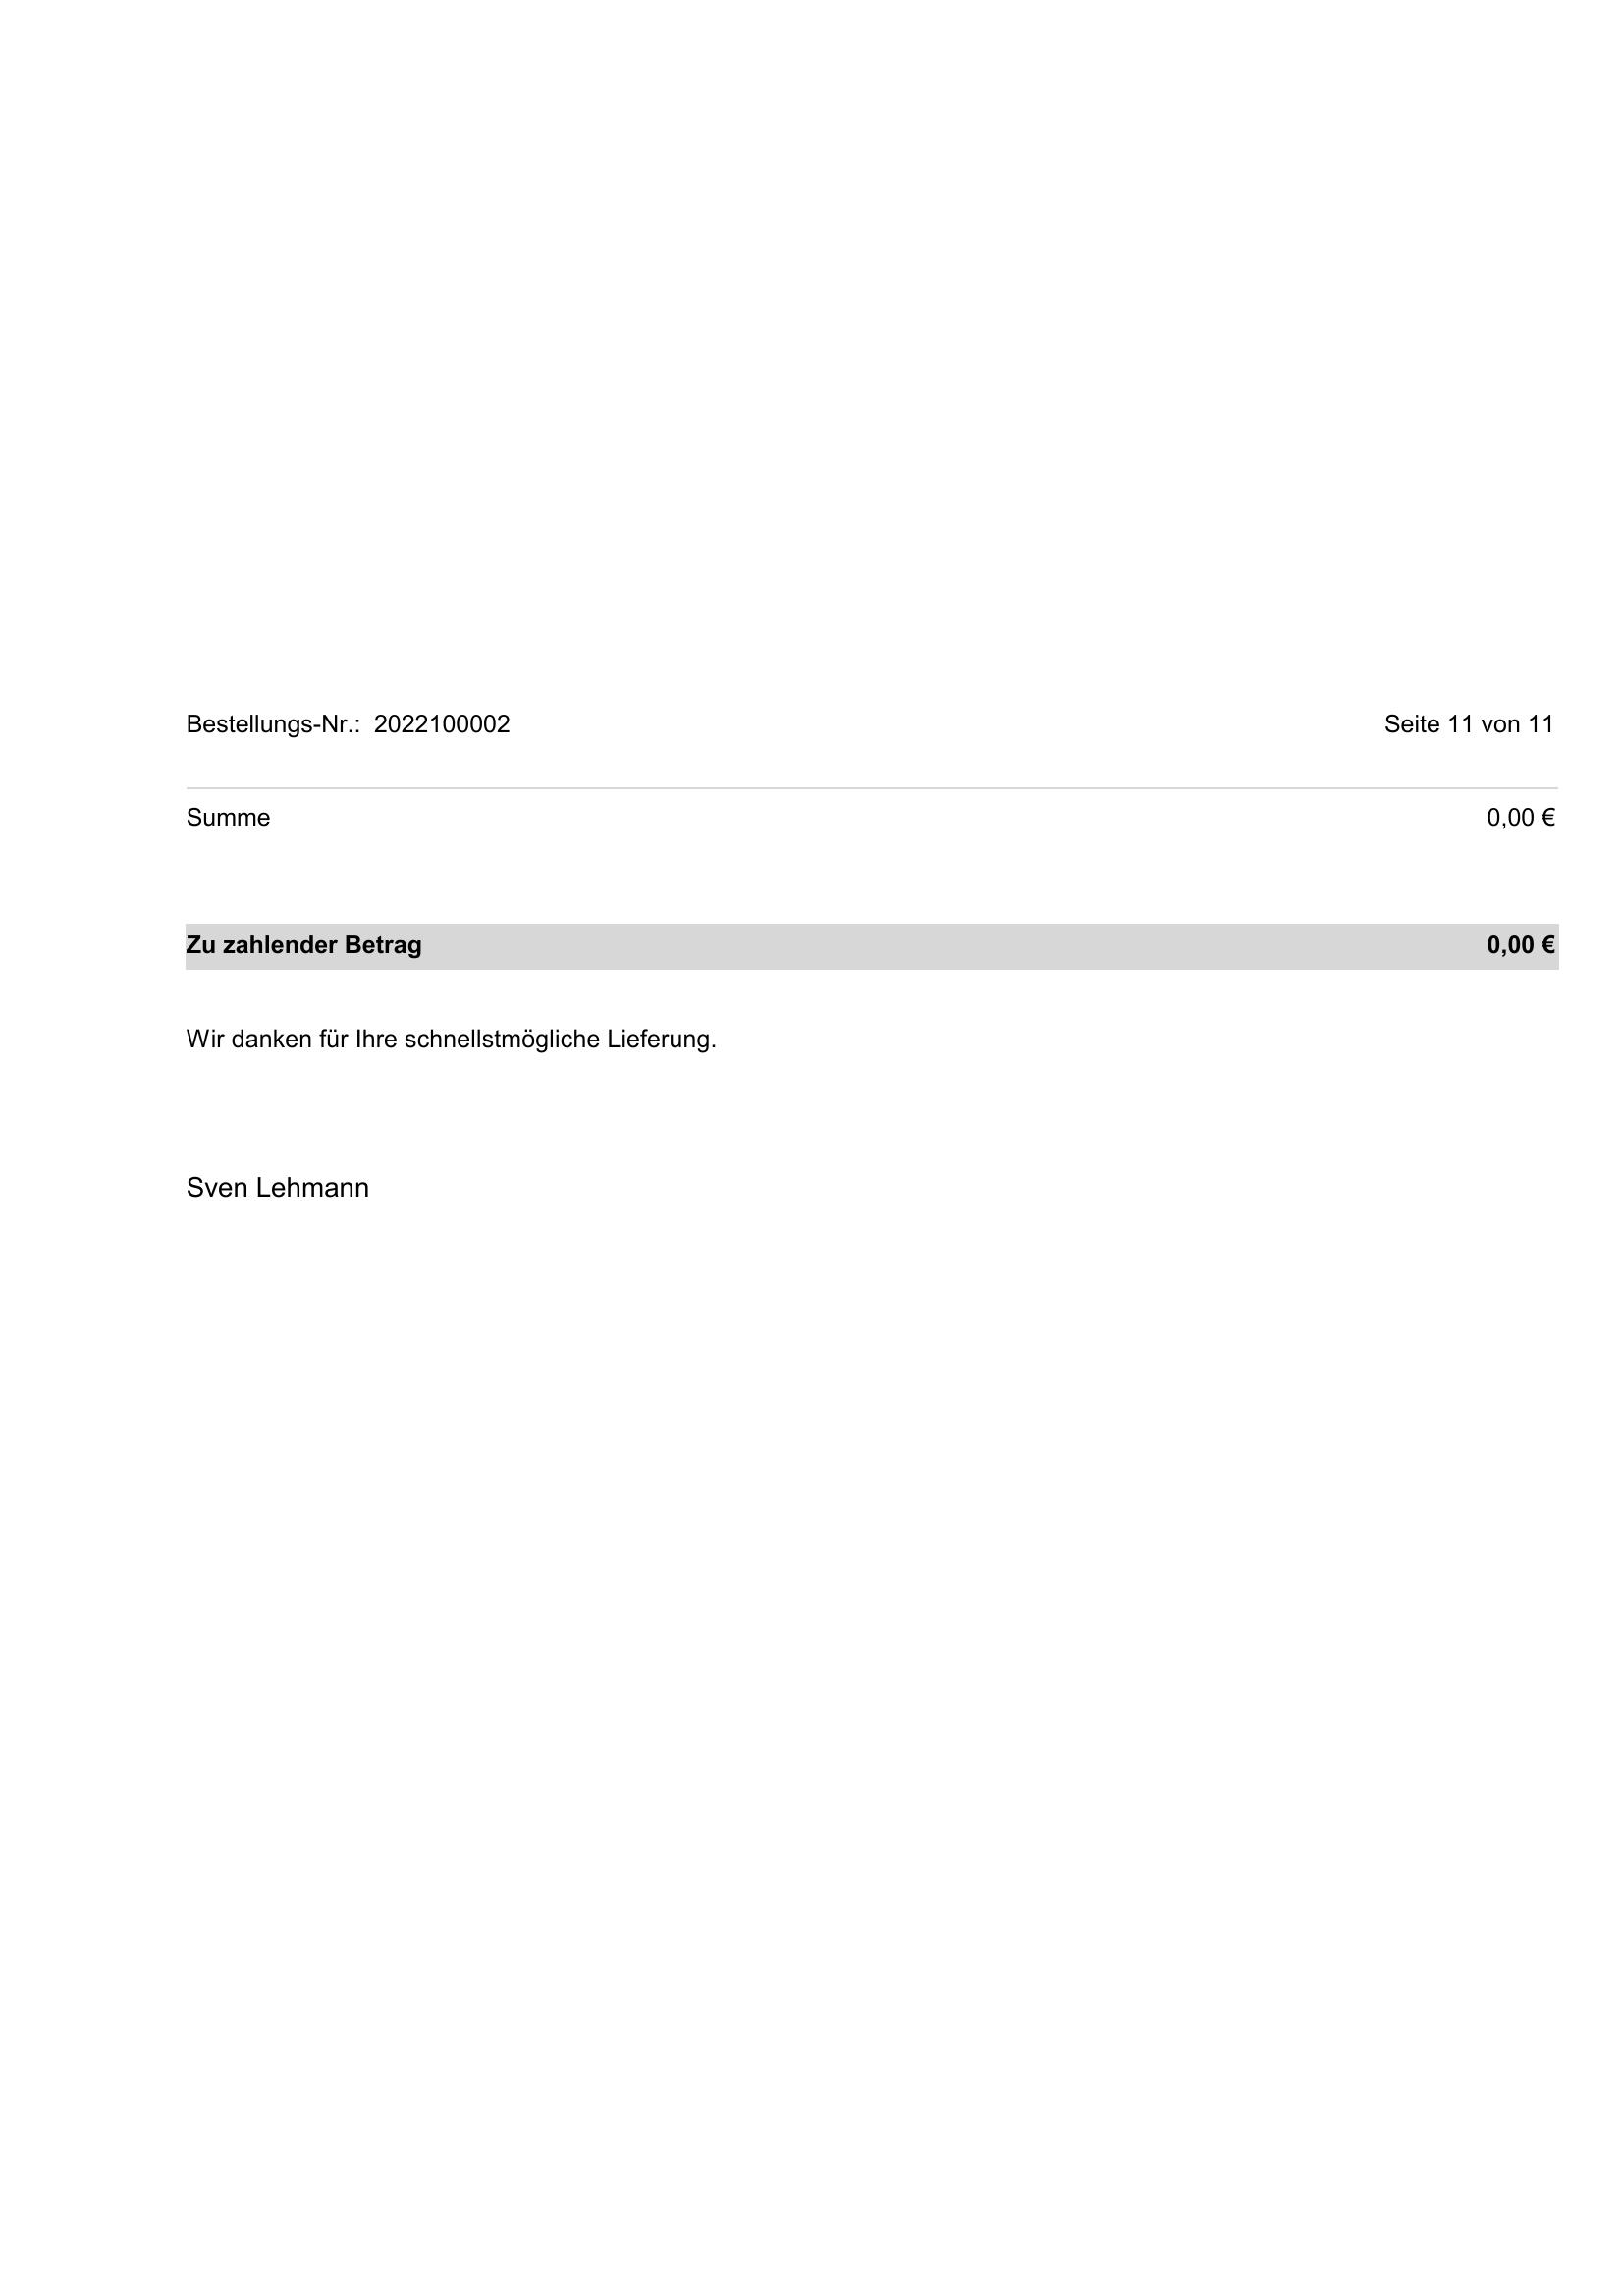 Bestellungs-Nr.: 2022100002 Seite 11 von 11
Summe 0,00 €
Zu zahlender Betrag 0,00 €
Wir danken für Ihre schnellstmögliche Lieferung.
Sven Lehmann